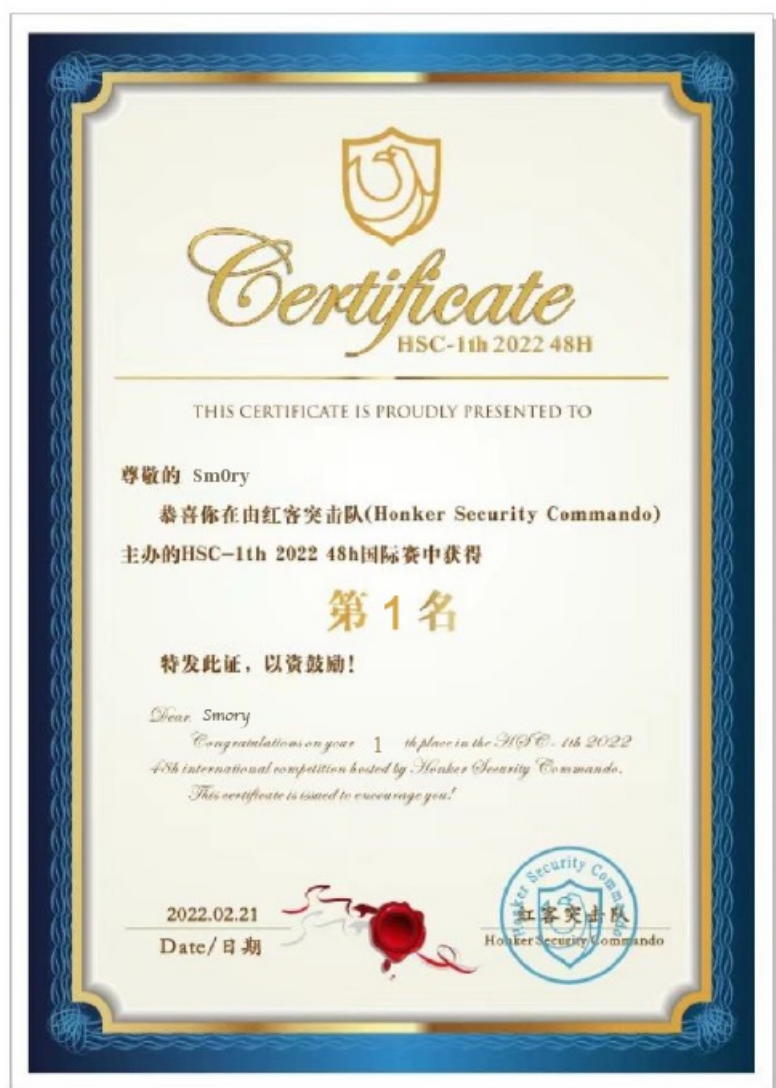 Certificate
HSC-1th 2022 48H
THIS CERTIFICATE IS PROUDLY PRESENTED TO
尊敬的 Sm0ry
恭喜你在由红客突击队(Honker Security Commando)
主办的HSC-1th 2022 48h国际赛中获得
第1名
特发此证，以资鼓励!
Dear. Smory
Congratulations on your 1 th place in the HSC-1th 2022
48h international competition hosted by Honker Security Commando.
This certificate is issued to encourage you!
Honker Security Commando
2022.02.21
红客突击队
Date/日期
Honker Security Commando